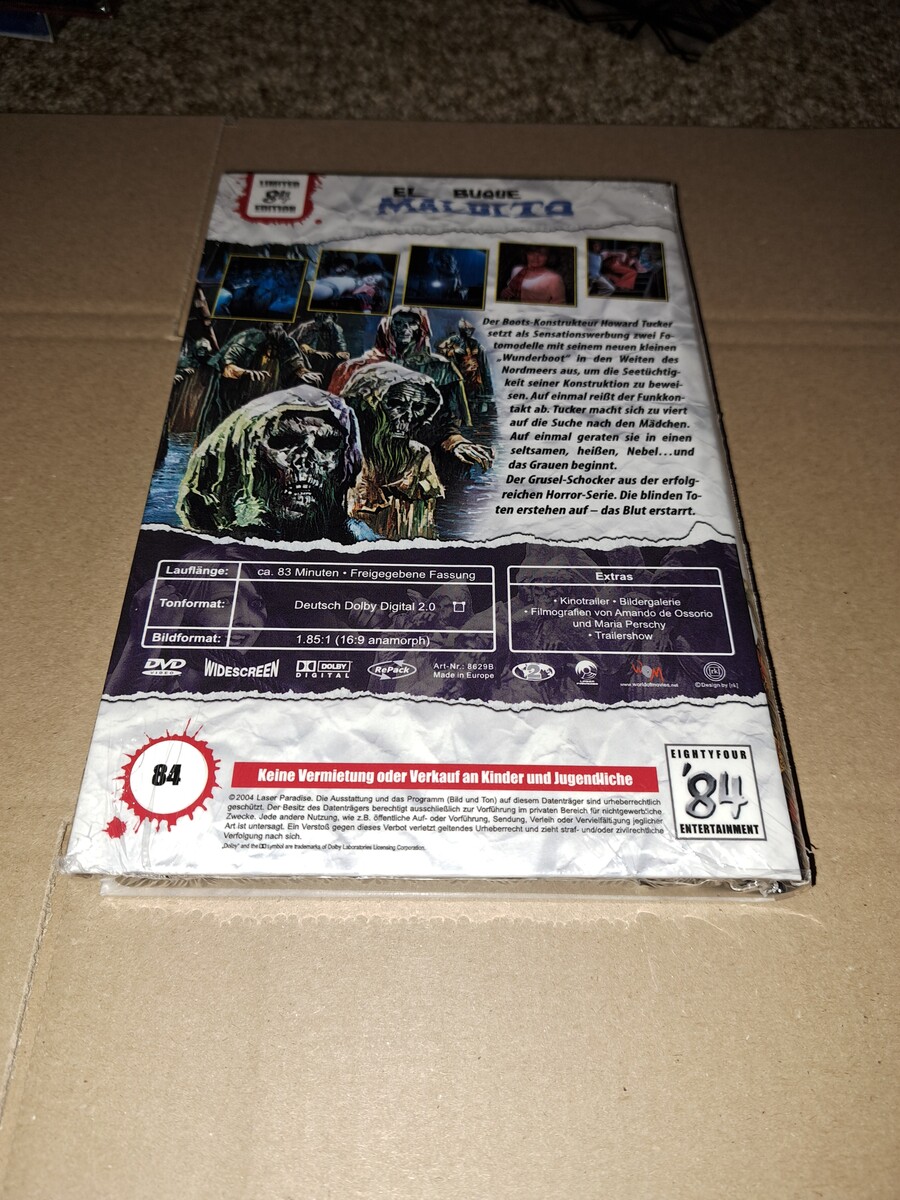 LIMITED
84
EDITION
EL BUQUE
MALDITO
Der Boots-Konstrukteur Howard Tucker
setzt als Sensationswerbung zwei Fo-
tomodelle mit seinem neuen kleinen
„Wunderboot" in den Weiten des
Nordmeers aus, um die Seetüchtig-
keit seiner Konstruktion zu bewei-
sen. Auf einmal reißt der Funkkon-
takt ab. Tucker macht sich zu viert
auf die Suche nach den Mädchen.
Auf einmal geraten sie in einen
seltsamen, heißen, Nebel...und
das Grauen beginnt.
Der Grusel-Schocker aus der erfolg-
reichen Horror-Serie. Die blinden To-
ten erstehen auf – das Blut erstarrt.
Lauflänge: ca. 83 Minuten • Freigegebene Fassung
Tonformat: Deutsch Dolby Digital 2.0
Bildformat: 1.85:1 (16:9 anamorph)
Extras
• Kinotrailer • Bildergalerie
• Filmografien von Amando de Ossorio
und Maria Perschy
• Trailershow
DVD
VIDEO
WIDESCREEN
DOLBY
DIGITAL
RePack
Art-Nr.: 8629B
Made in Europe
2
WOM
www.worldofmovies.net
[rk]
©Design by [rk]
84
Keine Vermietung oder Verkauf an Kinder und Jugendliche
©2004 Laser Paradise. Die Ausstattung und das Programm (Bild und Ton) auf diesem Datenträger sind urheberrechtlich
geschützt. Der Besitz des Datenträgers berechtigt ausschließlich zur Vorführung im privaten Bereich für nichtgewerbliche
Zwecke. Jede andere Nutzung, wie z.B. öffentliche Auf- oder Vorführung, Sendung, Verleih oder Vervielfältigung jeglicher
Art ist untersagt. Ein Verstoß gegen dieses Verbot verletzt geltendes Urheberrecht und zieht straf- und/oder zivilrechtliche
Verfolgung nach sich.
„Dolby" and the DD symbol are trademarks of Dolby Laboratories Licensing Corporation.
EIGHTYFOUR
'84
ENTERTAINMENT